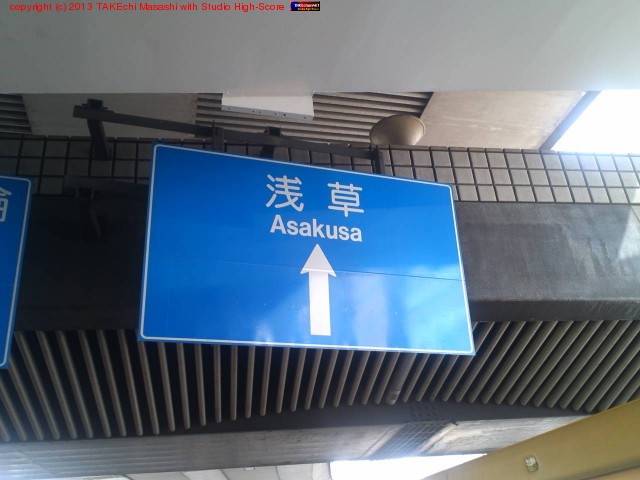 copyright (c) 2013 TAKEchi Masashi with Studio High-Score
浅草
Asakusa